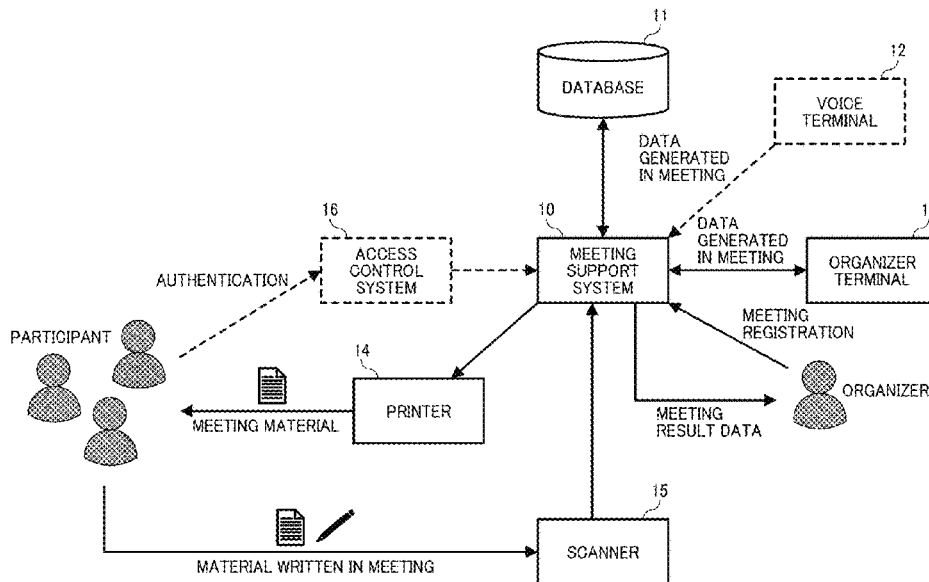 11
DATABASE
12
VOICE
TERMINAL
DATA
GENERATED
IN MEETING
16
ACCESS
CONTROL
SYSTEM
10
MEETING
SUPPORT
SYSTEM
DATA
GENERATED
IN MEETING
1
ORGANIZER
TERMINAL
AUTHENTICATION
MEETING
REGISTRATION
PARTICIPANT
14
PRINTER
MEETING MATERIAL
ORGANIZER
MEETING
RESULT DATA
15
SCANNER
MATERIAL WRITTEN IN MEETING